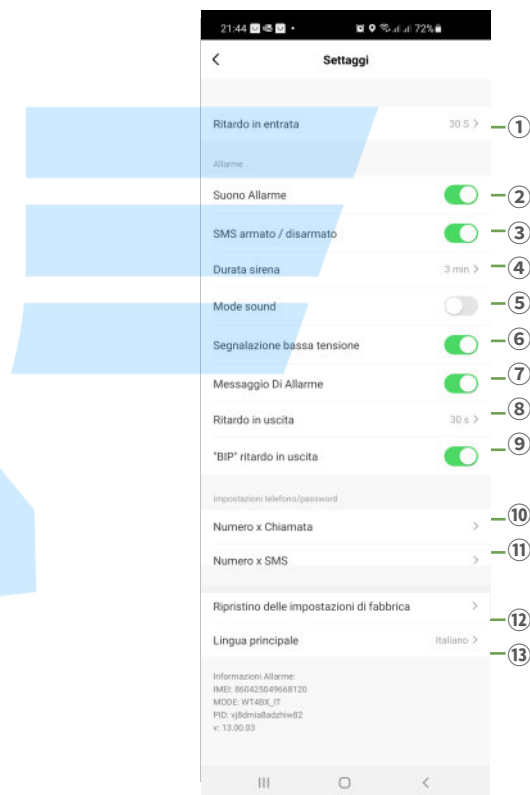 21:44 72%
Settaggi
Ritardo in entrata 30 S > ①
Allarme
Suono Allarme ②
SMS armato / disarmato ③
Durata sirena 3 min > ④
Mode sound ⑤
Segnalazione bassa tensione ⑥
Messaggio Di Allarme ⑦
Ritardo in uscita 30 s > ⑧
"BIP" ritardo in uscita ⑨
impostazioni telefono/password
Numero x Chiamata > ⑩
Numero x SMS > ⑪
Ripristino delle impostazioni di fabbrica > ⑫
Lingua principale Italiano > ⑬
Informazioni Allarme:
IMEI: 860425049668120
MODE: WT4BX_IT
PID: vj8dmia8adzhiw82
v: 13.00.03